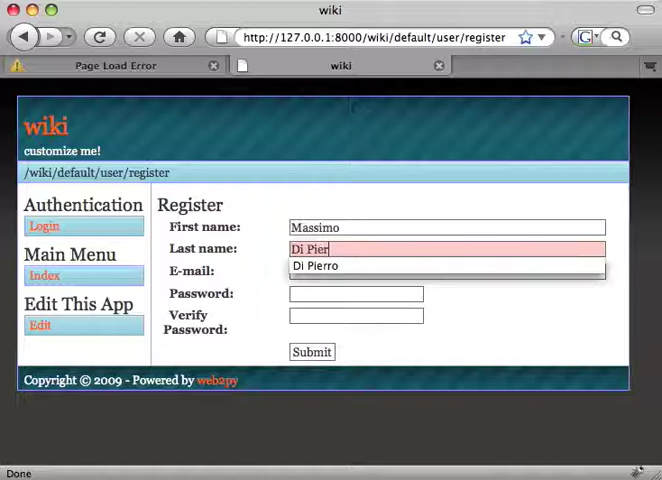 wiki
http://127.0.0.1:8000/wiki/default/user/register
G
Page Load Error
wiki
wiki
customize me!
/wiki/default/user/register
Authentication
Login
Main Menu
Index
Edit This App
Edit
Register
First name: Massimo
Last name: Di Pier
Di Pierro
E-mail:
Password:
Verify
Password:
Submit
Copyright © 2009 - Powered by web2py
Done